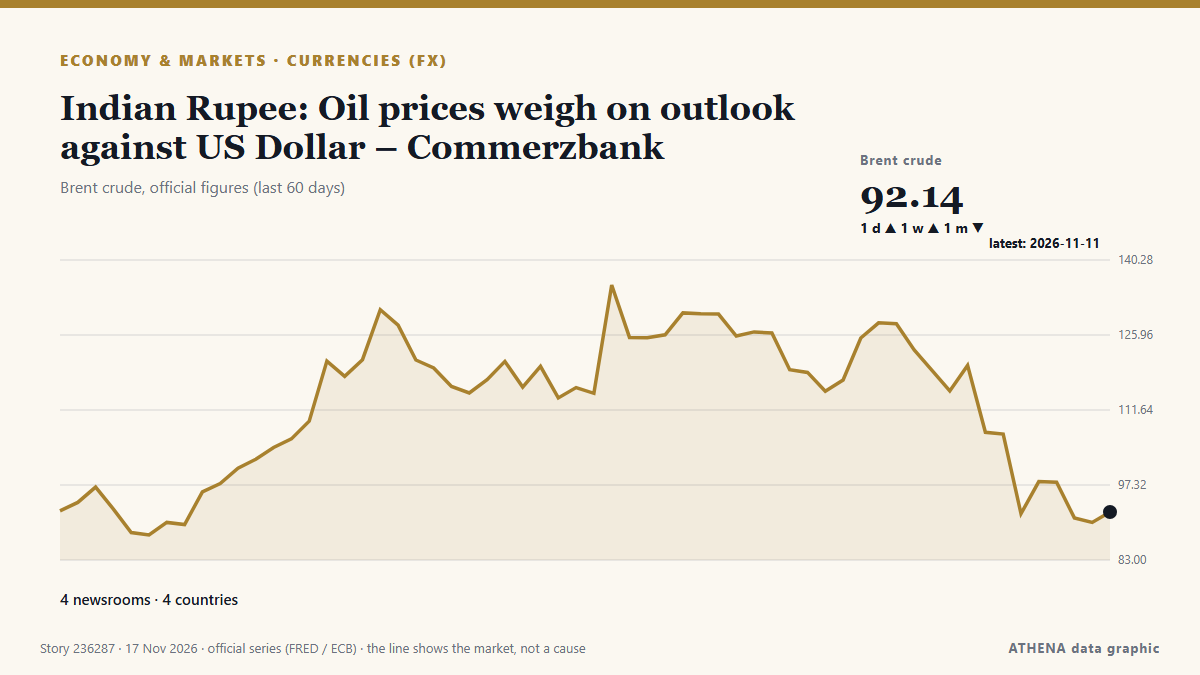 ECONOMY & MARKETS · CURRENCIES (FX)
Indian Rupee: Oil prices weigh on outlook
against US Dollar – Commerzbank
Brent crude, official figures (last 60 days)
Brent crude
92.14
1 d ▲ 1 w ▲ 1 m ▼
latest: 2026-11-11
140.28
125.96
111.64
97.32
83.00
4 newsrooms · 4 countries
Story 236287 · 17 Nov 2026 · official series (FRED / ECB) · the line shows the market, not a cause
ATHENA data graphic